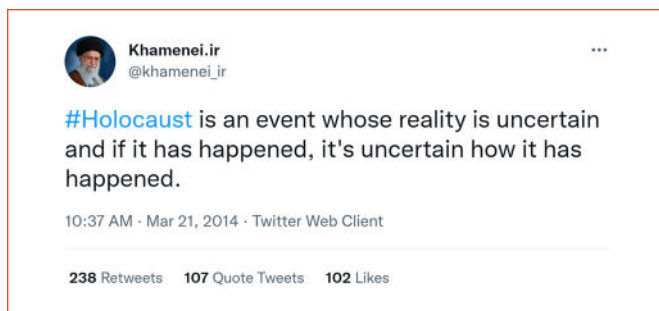 Khamenei.ir
@khamenei_ir
#Holocaust is an event whose reality is uncertain
and if it has happened, it's uncertain how it has
happened.
10:37 AM · Mar 21, 2014 · Twitter Web Client
238 Retweets 107 Quote Tweets 102 Likes